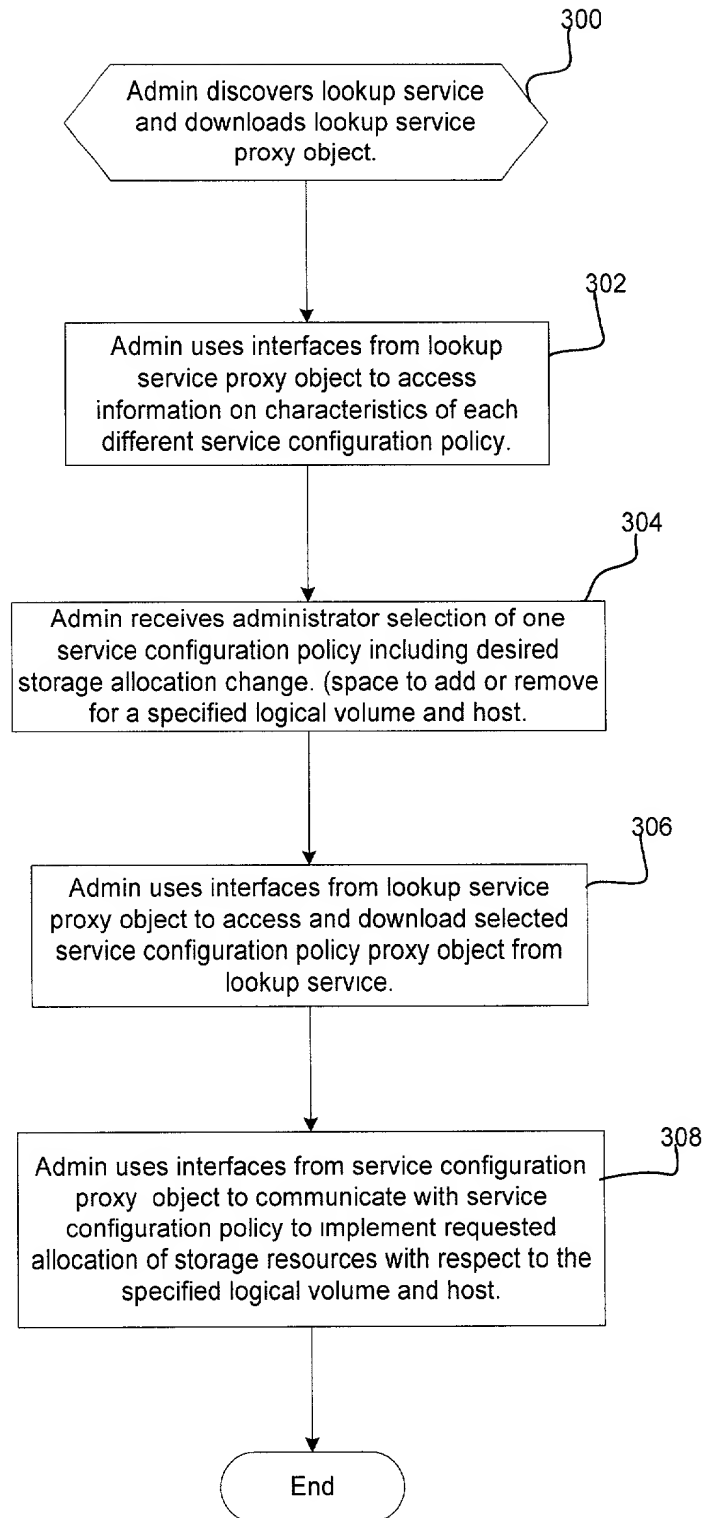 300
Admin discovers lookup service
and downloads lookup service
proxy object.
302
Admin uses interfaces from lookup
service proxy object to access
information on characteristics of each
different service configuration policy.
304
Admin receives administrator selection of one
service configuration policy including desired
storage allocation change. (space to add or remove
for a specified logical volume and host.
306
Admin uses interfaces from lookup service
proxy object to access and download selected
service configuration policy proxy object from
lookup service.
308
Admin uses interfaces from service configuration
proxy object to communicate with service
configuration policy to implement requested
allocation of storage resources with respect to the
specified logical volume and host.
End